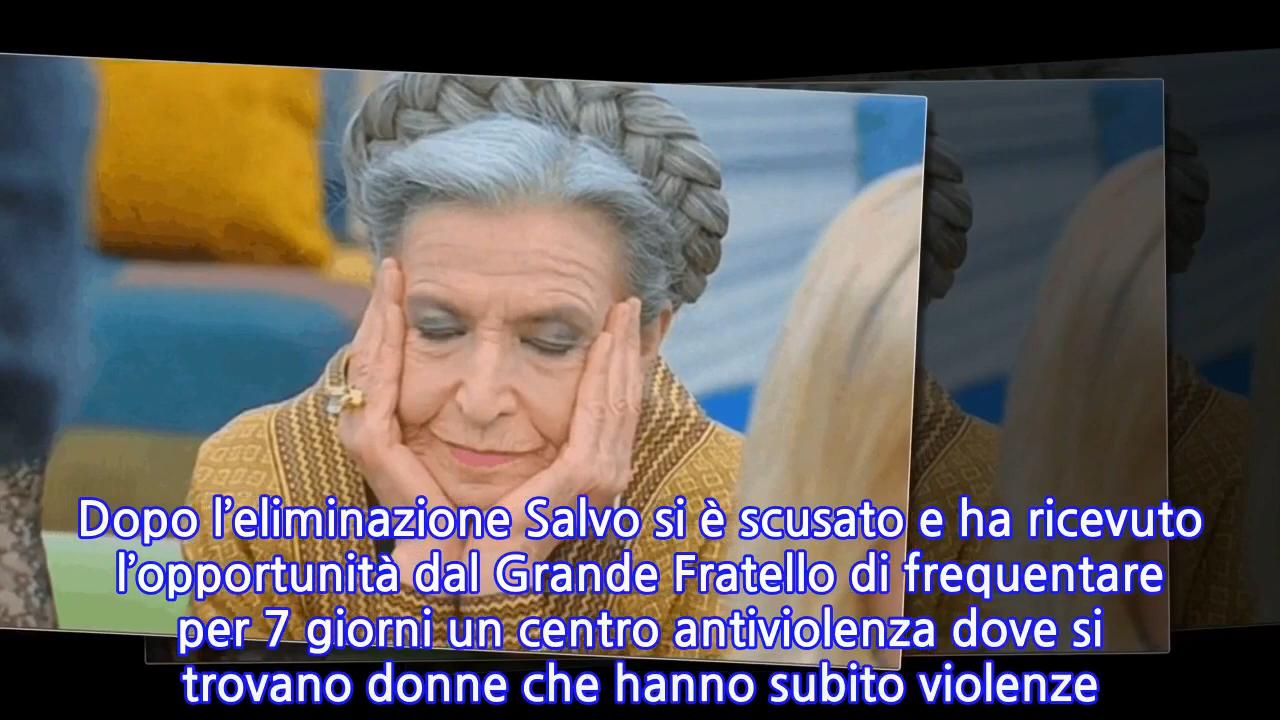 Dopo l'eliminazione Salvo si è scusato e ha ricevuto
l'opportunità dal Grande Fratello di frequentare
per 7 giorni un centro antiviolenza dove si
trovano donne che hanno subito violenze